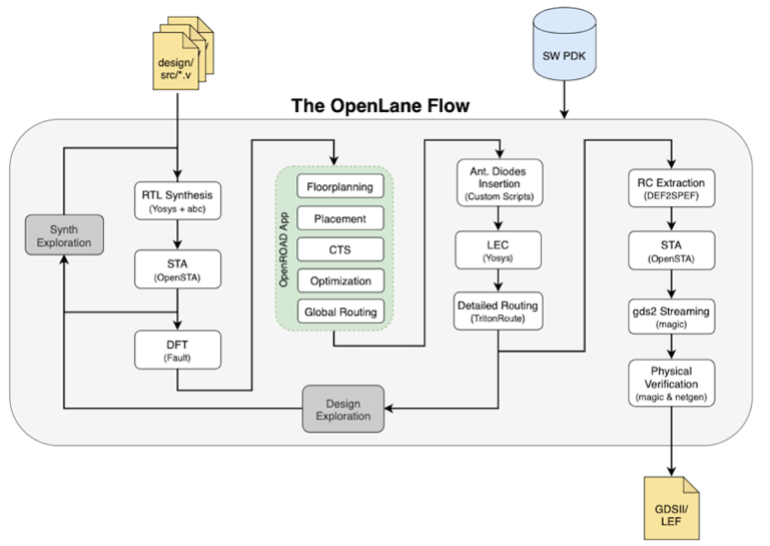 design/
src/*.v
SW PDK
The OpenLane Flow
Synth
Exploration
RTL Synthesis
(Yosys + abc)
STA
(OpenSTA)
DFT
(Fault)
OpenROAD App
Floorplanning
Placement
CTS
Optimization
Global Routing
Ant. Diodes
Insertion
(Custom Scripts)
LEC
(Yosys)
Detailed Routing
(TritonRoute)
Design
Exploration
RC Extraction
(DEF2SPEF)
STA
(OpenSTA)
gds2 Streaming
(magic)
Physical
Verification
(magic & netgen)
GDSII/
LEF